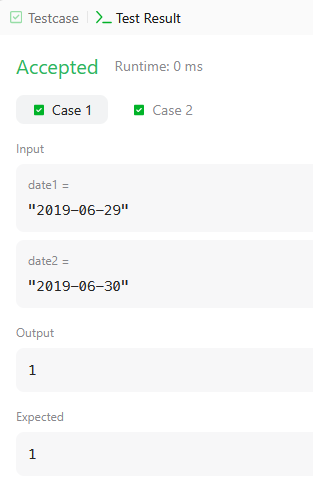 Testcase
Test Result
Accepted Runtime: 0 ms
Case 1 Case 2
Input
date1 =
"2019-06-29"
date2 =
"2019-06-30"
Output
1
Expected
1